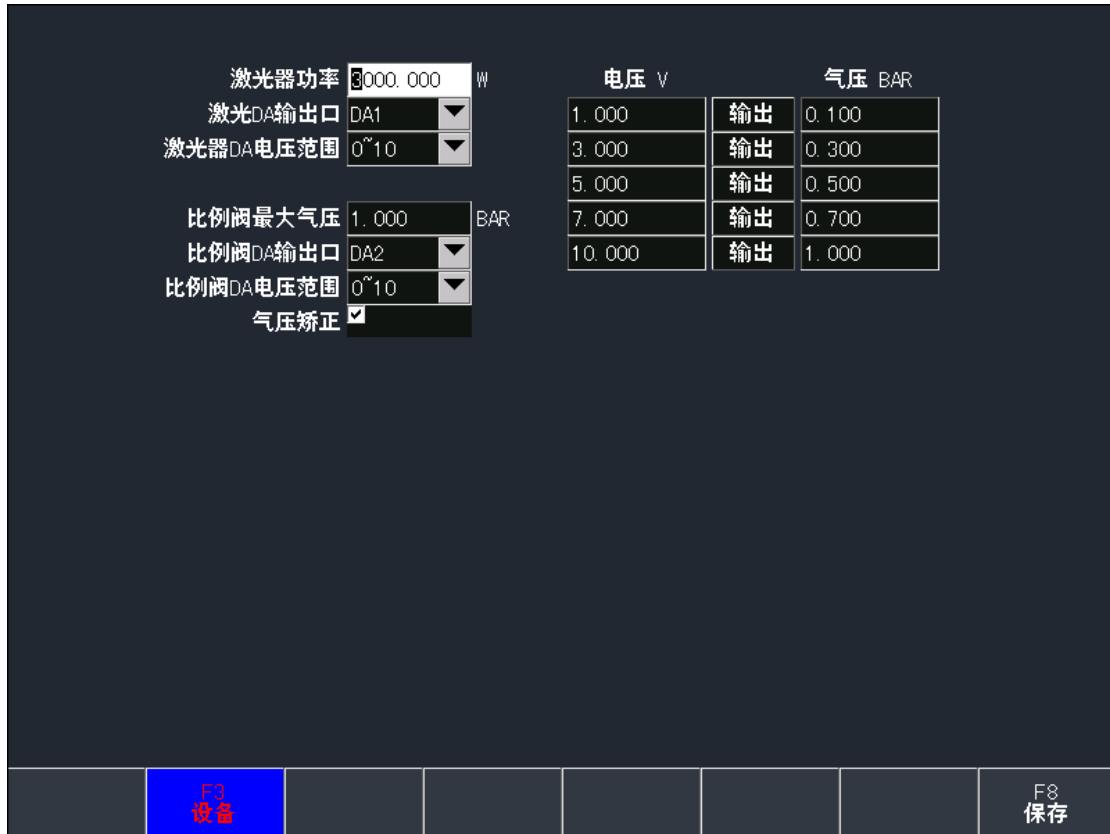 激光器功率 3000.000 W
激光DA输出口 DA1
激光器DA电压范围 0~10
比例阀最大气压 1.000 BAR
比例阀DA输出口 DA2
比例阀DA电压范围 0~10
气压矫正
电压 V 气压 BAR
1.000 输出 0.100
3.000 输出 0.300
5.000 输出 0.500
7.000 输出 0.700
10.000 输出 1.000
F3
设备
F8
保存